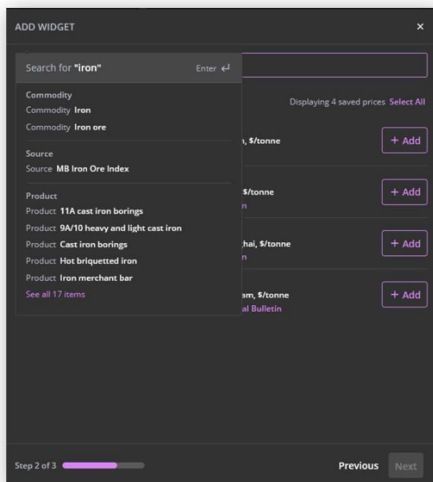 ADD WIDGET ×
Search for "iron" Enter
Commodity
Commodity Iron
Commodity Iron ore
Displaying 4 saved prices Select All
Source
Source MB Iron Ore Index
Product
Product 11A cast iron borings
Product 9A/10 heavy and light cast iron
Product Cast iron borings
Product Hot briquetted iron
Product Iron merchant bar
See all 17 items
$/tonne
+ Add
$/tonne
+ Add
$/tonne
+ Add
$/tonne
Bulletin
+ Add
Step 2 of 3
Previous Next